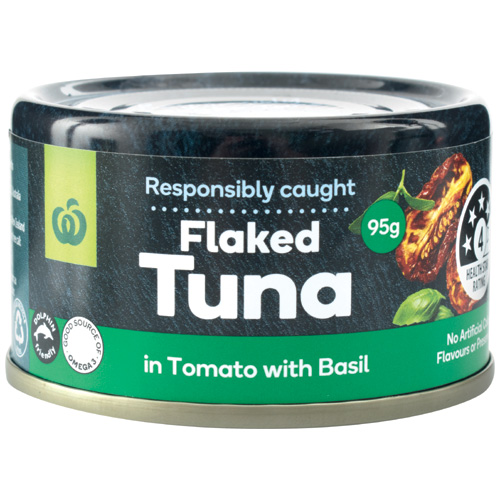 Responsibly caught
Flaked
Tuna
95g
in Tomato with Basil
DOLPHIN
Friendly
GOOD SOURCE OF
OMEGA 3
HEALTH STAR
RATING
No Artificial
Flavours or